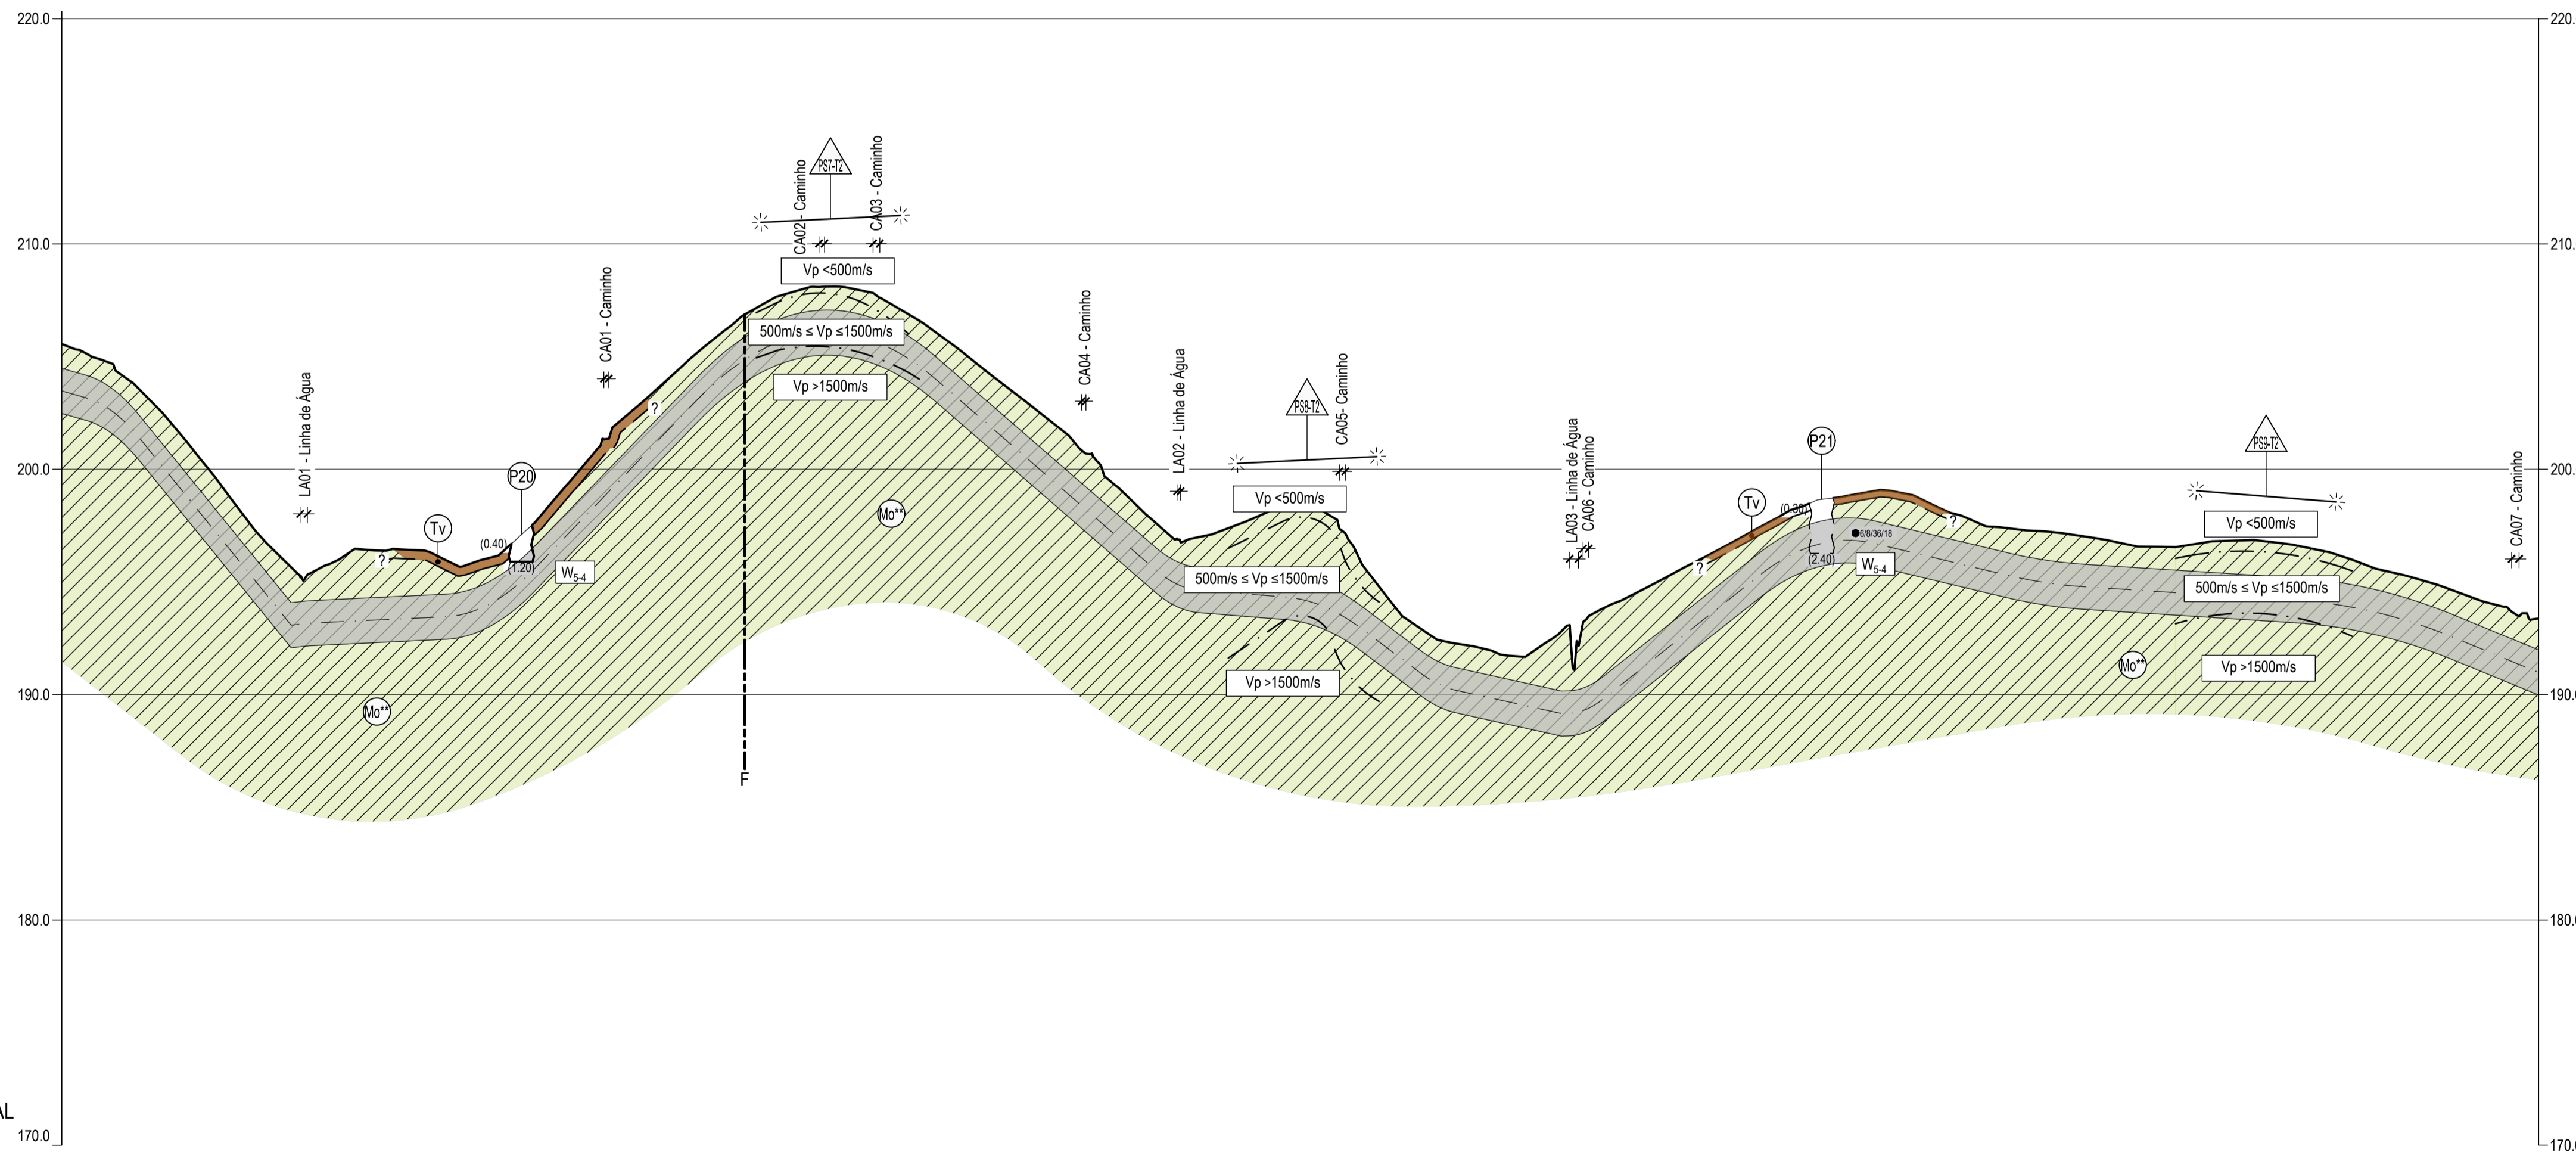 220.0
220.
210.0
210.
200.0
200.
190.0
190.
180.0
180.
170.0
170.
AL
LA01 - Linha de Água
?
Tv
(0.40)
P20
(1.20)
W5-4
Mo**
CA01 - Caminho
?
F
CA02 - Caminho
PS7-T2
CA03 - Caminho
Vp <500m/s
500m/s ≤ Vp ≤1500m/s
Vp >1500m/s
Mo**
CA04 - Caminho
LA02 - Linha de Água
PS8-T2
CA05- Caminho
Vp <500m/s
500m/s ≤ Vp ≤1500m/s
Vp >1500m/s
LA03 - Linha de Água
CA06 - Caminho
?
Tv
(0.30)
P21
(2.40)
6/8/36/18
W5-4
?
Mo**
PS9-T2
Vp <500m/s
500m/s ≤ Vp ≤1500m/s
Vp >1500m/s
CA07 - Caminho